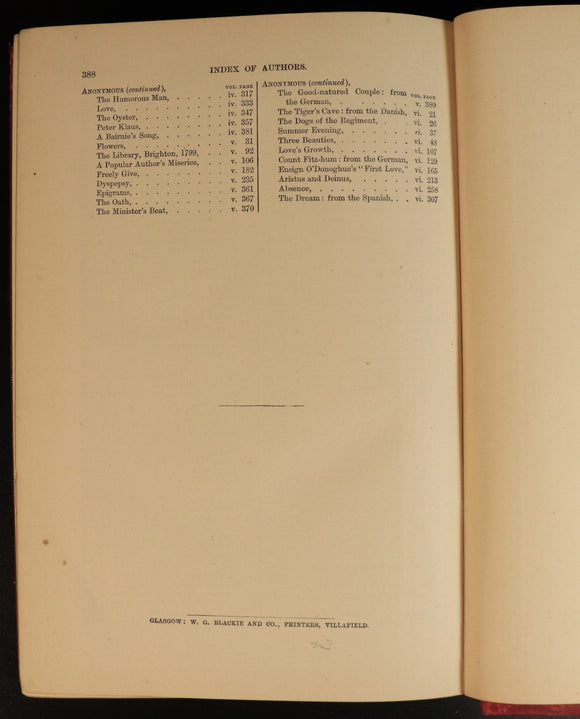 388
INDEX OF AUTHORS.
ANONYMOUS (continued), VOL. PAGE
The Humorous Man, . . . . . iv. 317
Love, . . . . . . . . . iv. 333
The Oyster, . . . . . . . iv. 347
Peter Klaus, . . . . . . . iv. 357
A Bairnie's Song, . . . . . . iv. 381
Flowers, . . . . . . . . v. 31
The Library, Brighton, 1799, . . . v. 92
A Popular Author's Miseries, . . v. 106
Freely Give, . . . . . . . v. 182
Dyspepsy, . . . . . . . . v. 235
Epigrams, . . . . . . . . v. 361
The Oath, . . . . . . . . v. 367
The Minister's Beat, . . . . . v. 370
ANONYMOUS (continued),
The Good-natured Couple: from VOL. PAGE
the German, . . . . . . v. 380
The Tiger's Cave: from the Danish, vi. 21
The Dogs of the Regiment, . . . vi. 26
Summer Evening, . . . . . vi. 37
Three Beauties, . . . . . . vi. 48
Love's Growth, . . . . . . vi. 107
Count Fitz-hum: from the German, vi. 129
Ensign O'Donoghue's "First Love," vi. 165
Aristus and Deinus, . . . . . vi. 213
Absence, . . . . . . . . vi. 258
The Dream: from the Spanish, . . vi. 307
GLASGOW: W. G. BLACKIE AND CO., PRINTERS, VILLAFIELD.